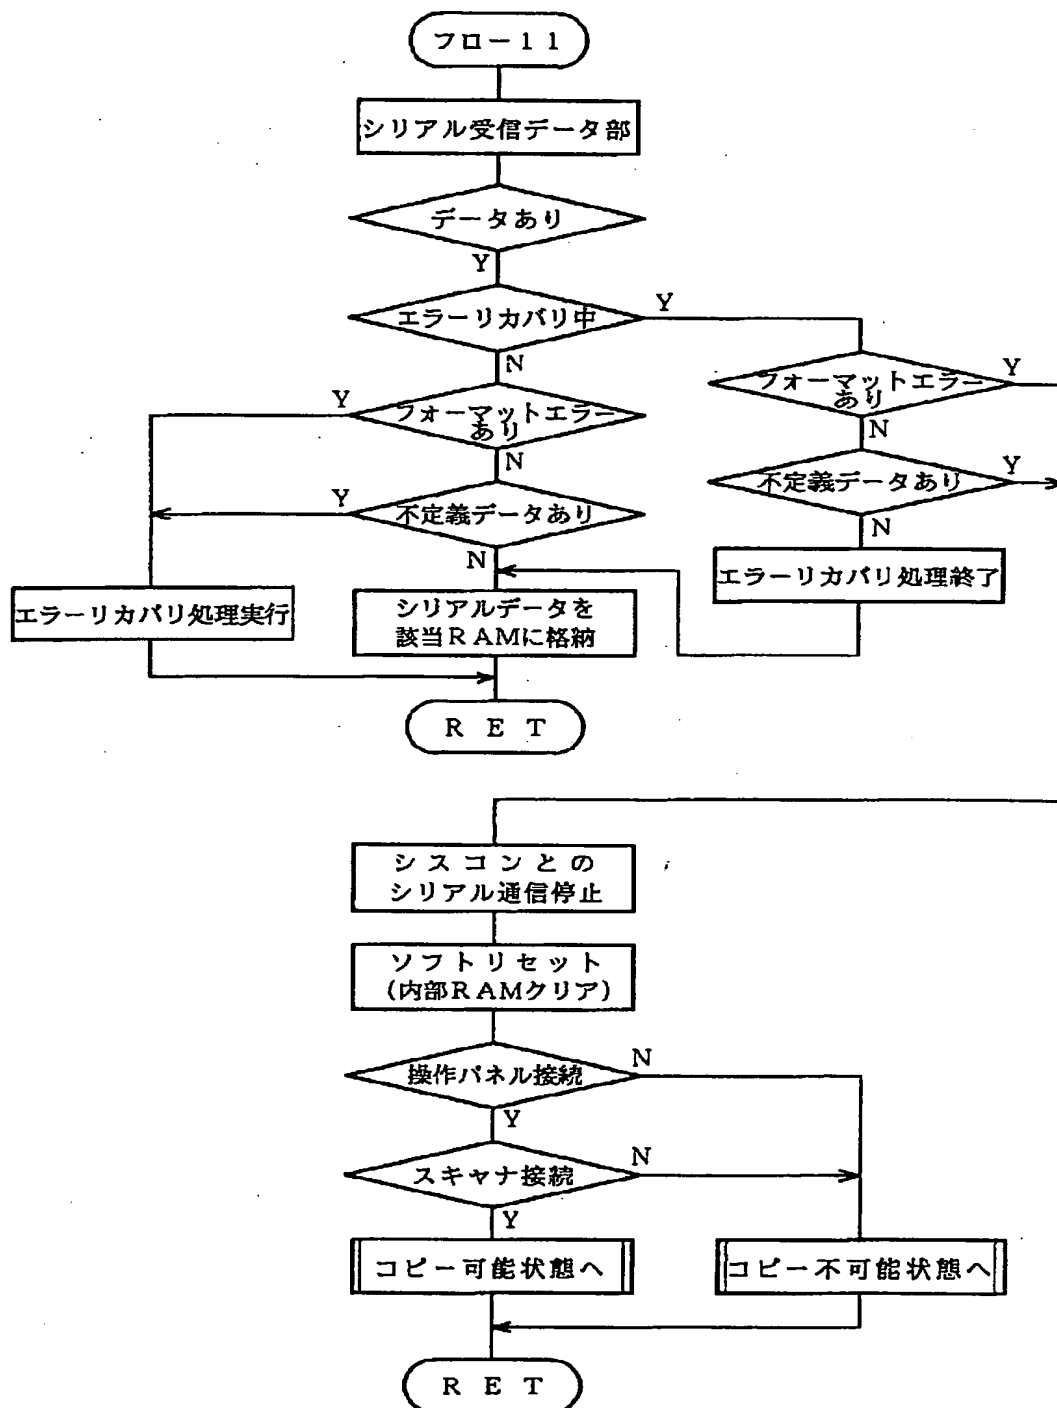 フロー１１
シリアル受信データ部
データあり
Y
エラーリカバリ中
Y
N
フォーマットエラー
あり
Y
N
フォーマットエラー
あり
Y
N
不定義データあり
Y
N
不定義データあり
Y
N
エラーリカバリ処理終了
エラーリカバリ処理実行
シリアルデータを
該当ＲＡＭに格納
ＲＥＴ
シスコンとの
シリアル通信停止
ソフトリセット
（内部ＲＡＭクリア）
操作パネル接続
N
Y
スキャナ接続
N
Y
コピー可能状態へ
コピー不可能状態へ
ＲＥＴ